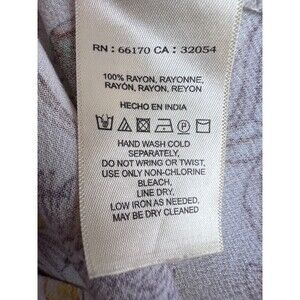 RN : 66170 CA : 32054
100% RAYON, RAYONNE,
RAYÓN, RAYON, REYON
HECHO EN INDIA
HAND WASH COLD
SEPARATELY,
DO NOT WRING OR TWIST,
USE ONLY NON-CHLORINE
BLEACH,
LINE DRY,
LOW IRON AS NEEDED,
MAY BE DRY CLEANED